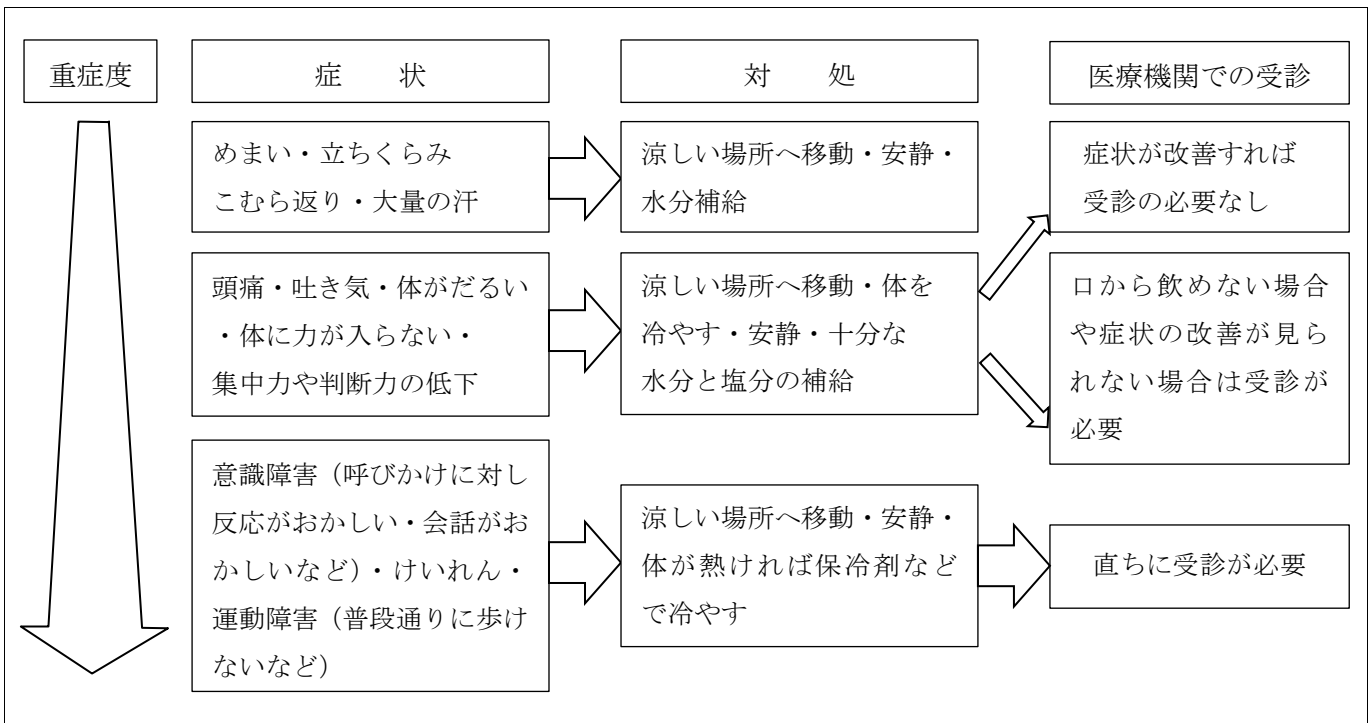 重症度
症　　状
対　　処
医療機関での受診
めまい・立ちくらみ
こむら返り・大量の汗
涼しい場所へ移動・安静・
水分補給
症状が改善すれば
受診の必要なし
頭痛・吐き気・体がだるい
・体に力が入らない・
集中力や判断力の低下
涼しい場所へ移動・体を
冷やす・安静・十分な
水分と塩分の補給
口から飲めない場合
や症状の改善が見ら
れない場合は受診が
必要
意識障害（呼びかけに対し
反応がおかしい・会話がお
かしいなど）・けいれん・
運動障害（普段通りに歩け
ないなど）
涼しい場所へ移動・安静・
体が熱ければ保冷剤など
で冷やす
直ちに受診が必要